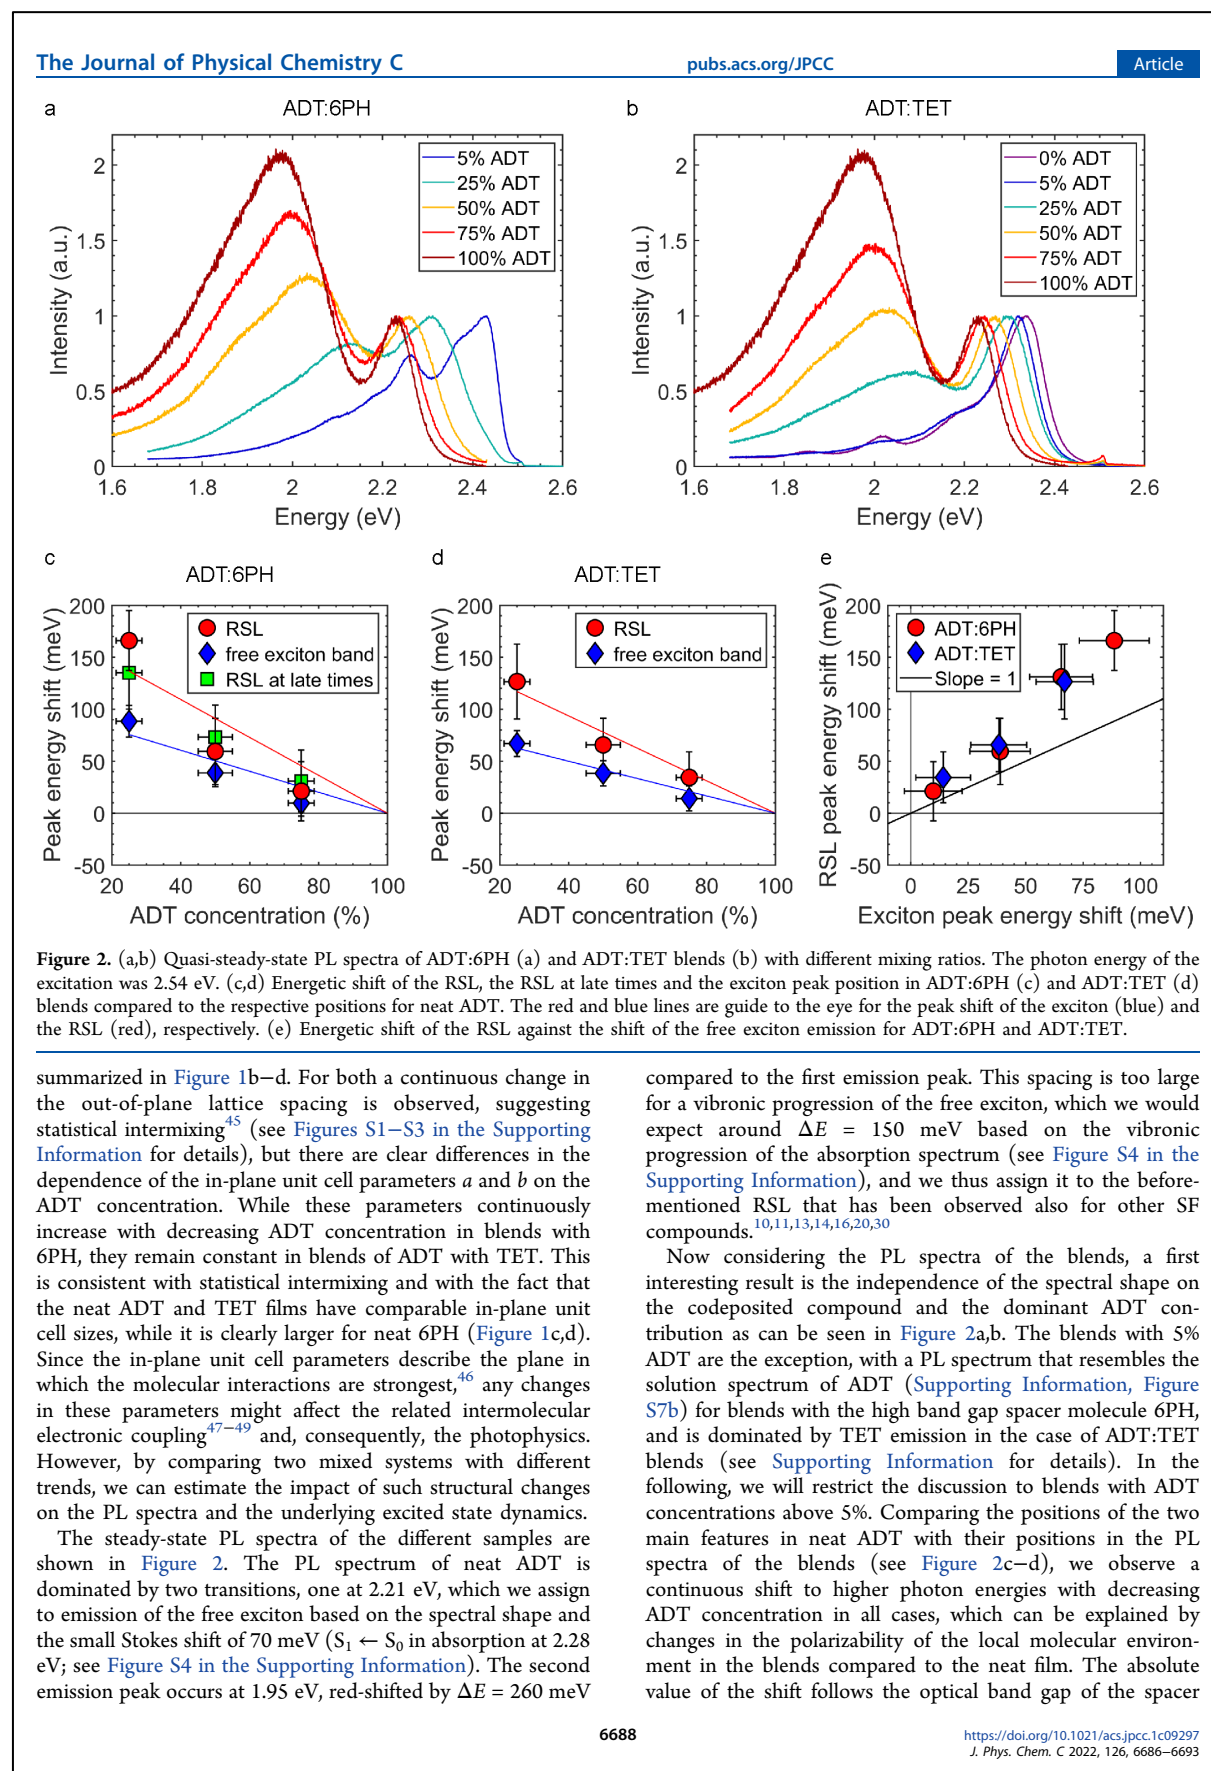 The Journal of Physical Chemistry C
pubs.acs.org/JPCC
Article
a
ADT:6PH
2
1.5
1
0.5
0
Intensity (a.u.)
5% ADT
25% ADT
50% ADT
75% ADT
100% ADT
1.6
1.8
2
2.2
2.4
2.6
Energy (eV)
b
ADT:TET
2
1.5
1
0.5
0
Intensity (a.u.)
0% ADT
5% ADT
25% ADT
50% ADT
75% ADT
100% ADT
1.6
1.8
2
2.2
2.4
2.6
Energy (eV)
c
ADT:6PH
200
150
100
50
0
-50
Peak energy shift (meV)
RSL
free exciton band
RSL at late times
20
40
60
80
100
ADT concentration (%)
d
ADT:TET
200
150
100
50
0
-50
Peak energy shift (meV)
RSL
free exciton band
20
40
60
80
100
ADT concentration (%)
e
200
150
100
50
0
-50
RSL peak energy shift (meV)
ADT:6PH
ADT:TET
Slope = 1
0
25
50
75
100
Exciton peak energy shift (meV)
Figure 2. (a,b) Quasi-steady-state PL spectra of ADT:6PH (a) and ADT:TET blends (b) with different mixing ratios. The photon energy of the
excitation was 2.54 eV. (c,d) Energetic shift of the RSL, the RSL at late times and the exciton peak position in ADT:6PH (c) and ADT:TET (d)
blends compared to the respective positions for neat ADT. The red and blue lines are guide to the eye for the peak shift of the exciton (blue) and
the RSL (red), respectively. (e) Energetic shift of the RSL against the shift of the free exciton emission for ADT:6PH and ADT:TET.
summarized in Figure 1b−d. For both a continuous change in
the out-of-plane lattice spacing is observed, suggesting
statistical intermixing45 (see Figures S1−S3 in the Supporting
Information for details), but there are clear differences in the
dependence of the in-plane unit cell parameters a and b on the
ADT concentration. While these parameters continuously
increase with decreasing ADT concentration in blends with
6PH, they remain constant in blends of ADT with TET. This
is consistent with statistical intermixing and with the fact that
the neat ADT and TET films have comparable in-plane unit
cell sizes, while it is clearly larger for neat 6PH (Figure 1c,d).
Since the in-plane unit cell parameters describe the plane in
which the molecular interactions are strongest,46 any changes
in these parameters might affect the related intermolecular
electronic coupling47−49 and, consequently, the photophysics.
However, by comparing two mixed systems with different
trends, we can estimate the impact of such structural changes
on the PL spectra and the underlying excited state dynamics.
The steady-state PL spectra of the different samples are
shown in Figure 2. The PL spectrum of neat ADT is
dominated by two transitions, one at 2.21 eV, which we assign
to emission of the free exciton based on the spectral shape and
the small Stokes shift of 70 meV (S1 ← S0 in absorption at 2.28
eV; see Figure S4 in the Supporting Information). The second
emission peak occurs at 1.95 eV, red-shifted by ΔE = 260 meV
compared to the first emission peak. This spacing is too large
for a vibronic progression of the free exciton, which we would
expect around ΔE = 150 meV based on the vibronic
progression of the absorption spectrum (see Figure S4 in the
Supporting Information), and we thus assign it to the before-
mentioned RSL that has been observed also for other SF
compounds.10,11,13,14,16,20,30
Now considering the PL spectra of the blends, a first
interesting result is the independence of the spectral shape on
the codeposited compound and the dominant ADT con-
tribution as can be seen in Figure 2a,b. The blends with 5%
ADT are the exception, with a PL spectrum that resembles the
solution spectrum of ADT (Supporting Information, Figure
S7b) for blends with the high band gap spacer molecule 6PH,
and is dominated by TET emission in the case of ADT:TET
blends (see Supporting Information for details). In the
following, we will restrict the discussion to blends with ADT
concentrations above 5%. Comparing the positions of the two
main features in neat ADT with their positions in the PL
spectra of the blends (see Figure 2c−d), we observe a
continuous shift to higher photon energies with decreasing
ADT concentration in all cases, which can be explained by
changes in the polarizability of the local molecular environ-
ment in the blends compared to the neat film. The absolute
value of the shift follows the optical band gap of the spacer
6688
https://doi.org/10.1021/acs.jpcc.1c09297
J. Phys. Chem. C 2022, 126, 6686−6693